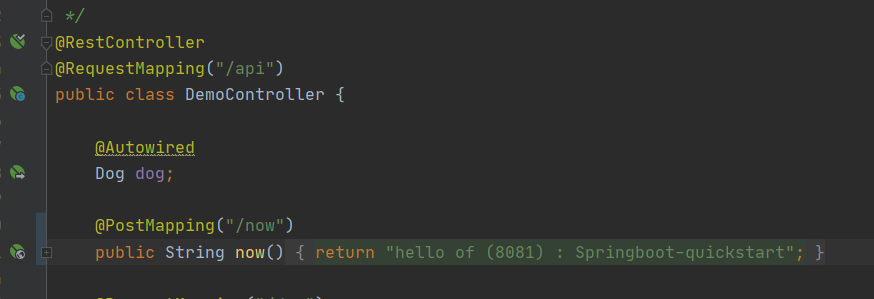 */
@RestController
@RequestMapping("/api")
public class DemoController {
@Autowired
Dog dog;
@PostMapping("/now")
public String now() { return "hello of (8081) : Springboot-quickstart"; }